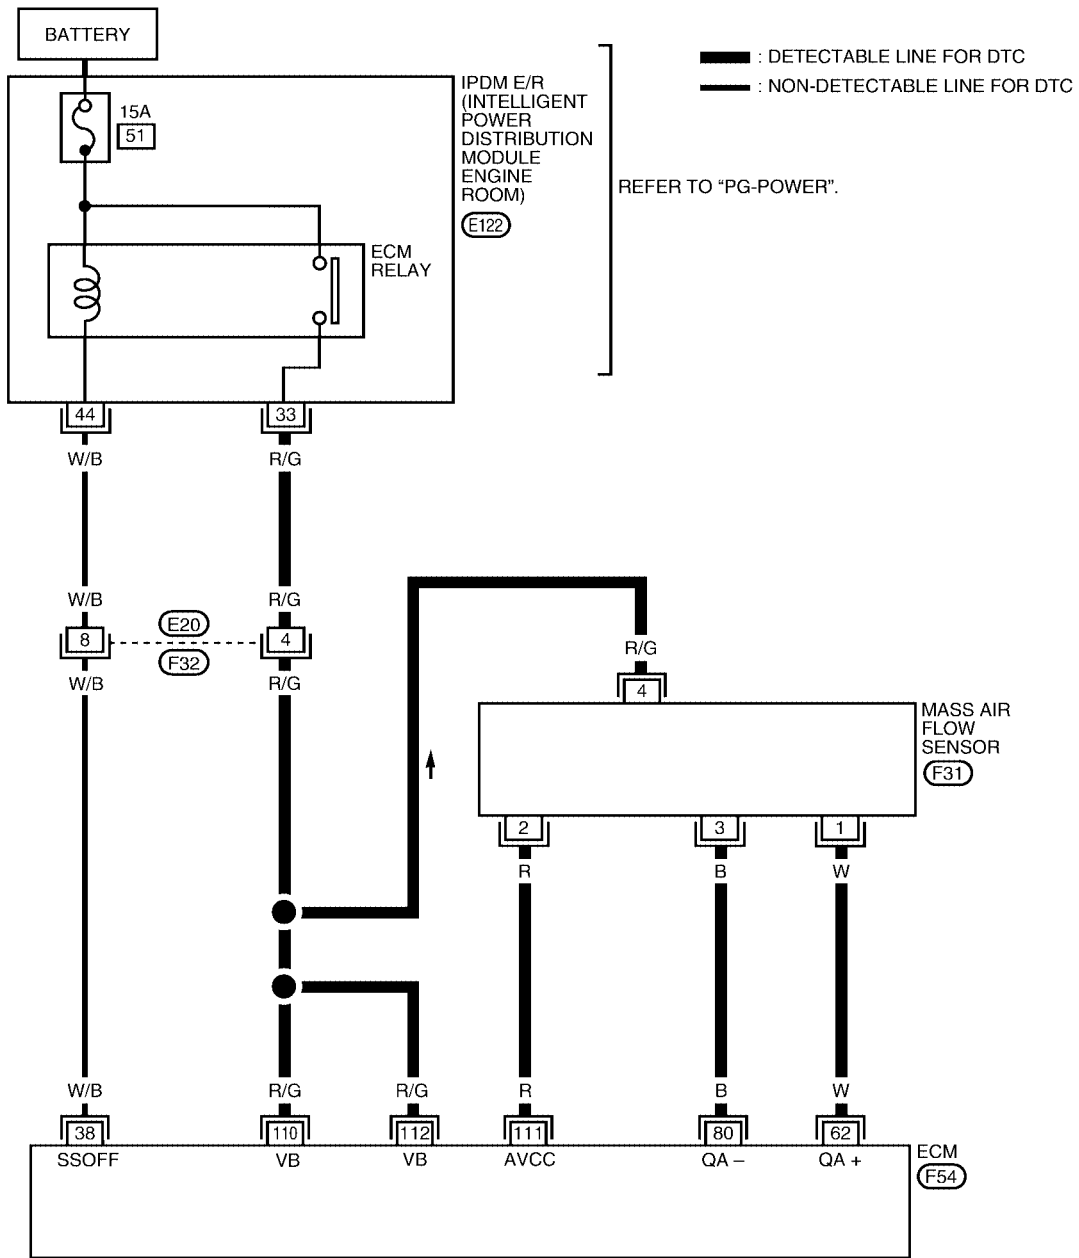 BATTERY
: DETECTABLE LINE FOR DTC
: NON-DETECTABLE LINE FOR DTC
15A
51
IPDM E/R
(INTELLIGENT
POWER
DISTRIBUTION
MODULE
ENGINE
ROOM)
E122
REFER TO “PG-POWER”.
ECM
RELAY
44
33
W/B
R/G
W/B
R/G
E20
8
4
F32
W/B
R/G
R/G
4
MASS AIR
FLOW
SENSOR
F31
2
3
1
R
B
W
W/B
R/G
R/G
R
B
W
38
110
112
111
80
62
SSOFF
VB
VB
AVCC
QA –
QA +
ECM
F54